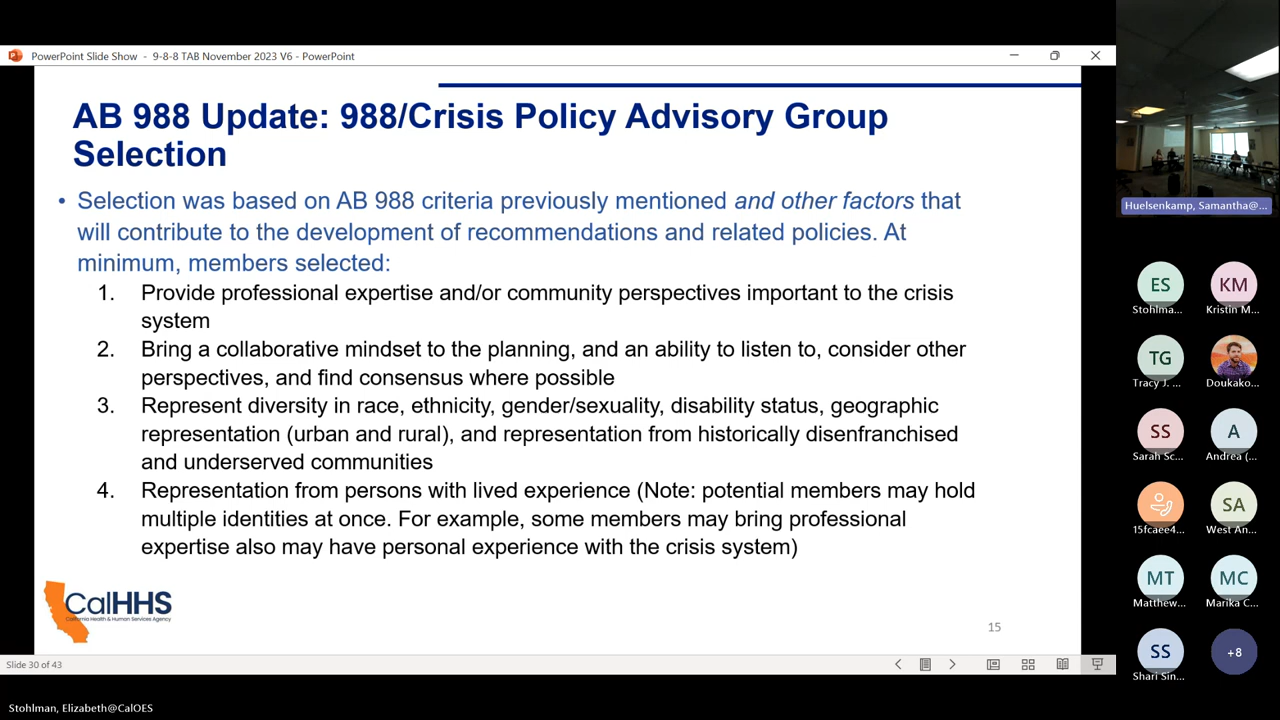 PowerPoint Slide Show - 9-8-8 TAB November 2023 V6 - PowerPoint
AB 988 Update: 988/Crisis Policy Advisory Group
Selection
• Selection was based on AB 988 criteria previously mentioned and other factors that
will contribute to the development of recommendations and related policies. At
minimum, members selected:
1. Provide professional expertise and/or community perspectives important to the crisis
system
2. Bring a collaborative mindset to the planning, and an ability to listen to, consider other
perspectives, and find consensus where possible
3. Represent diversity in race, ethnicity, gender/sexuality, disability status, geographic
representation (urban and rural), and representation from historically disenfranchised
and underserved communities
4. Representation from persons with lived experience (Note: potential members may hold
multiple identities at once. For example, some members may bring professional
expertise also may have personal experience with the crisis system)
CalHHS
California Health & Human Services Agency
15
Slide 30 of 43
Stohlman, Elizabeth@CalOES
Huelsenkamp, Samantha@...
ES
KM
Stohlma...
Kristin M...
TG
Tracy J. ...
Doukako...
SS
A
Sarah Sc...
Andrea (...
SA
15fcaee4...
West An...
MT
MC
Matthew...
Marika C...
SS
+8
Shari Sin...